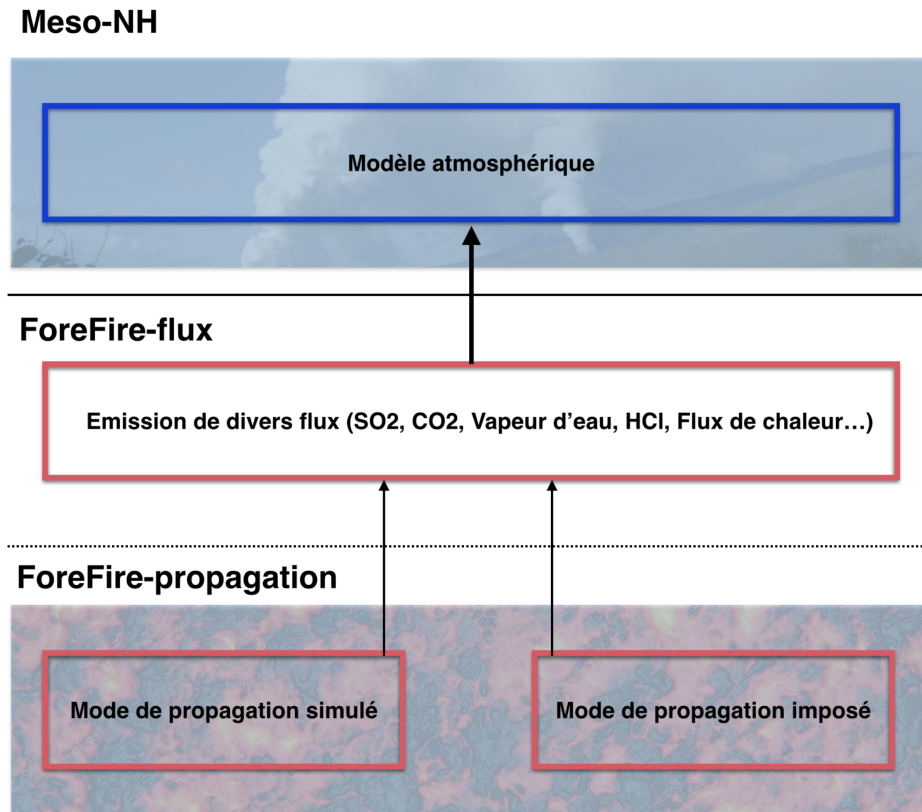 Meso-NH
Modèle atmosphérique
ForeFire-flux
Emission de divers flux (SO2, CO2, Vapeur d'eau, HCl, Flux de chaleur…)
ForeFire-propagation
Mode de propagation simulé
Mode de propagation imposé